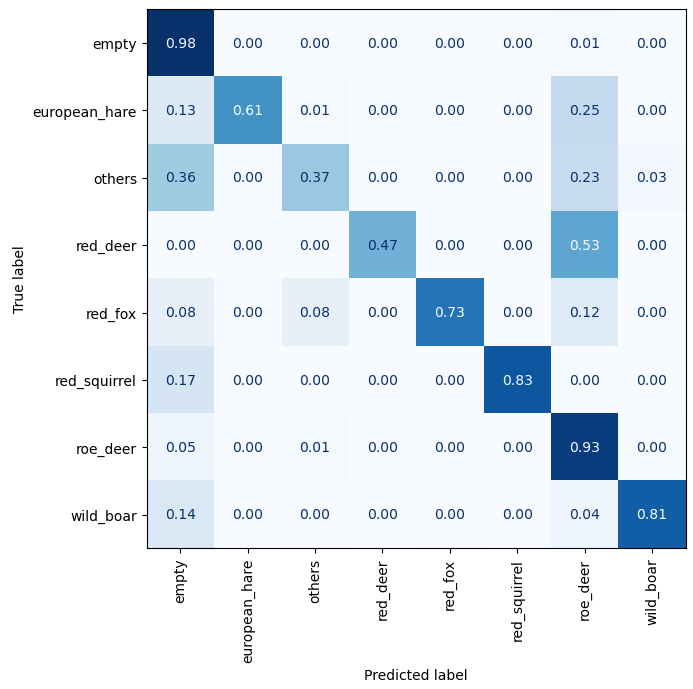 empty 0.98 0.00 0.00 0.00 0.00 0.00 0.01 0.00
european_hare 0.13 0.61 0.01 0.00 0.00 0.00 0.25 0.00
others 0.36 0.00 0.37 0.00 0.00 0.00 0.23 0.03
red_deer 0.00 0.00 0.00 0.47 0.00 0.00 0.53 0.00
red_fox 0.08 0.00 0.08 0.00 0.73 0.00 0.12 0.00
red_squirrel 0.17 0.00 0.00 0.00 0.00 0.83 0.00 0.00
roe_deer 0.05 0.00 0.01 0.00 0.00 0.00 0.93 0.00
wild_boar 0.14 0.00 0.00 0.00 0.00 0.00 0.04 0.81
True label
empty
european_hare
others
red_deer
red_fox
red_squirrel
roe_deer
wild_boar
Predicted label